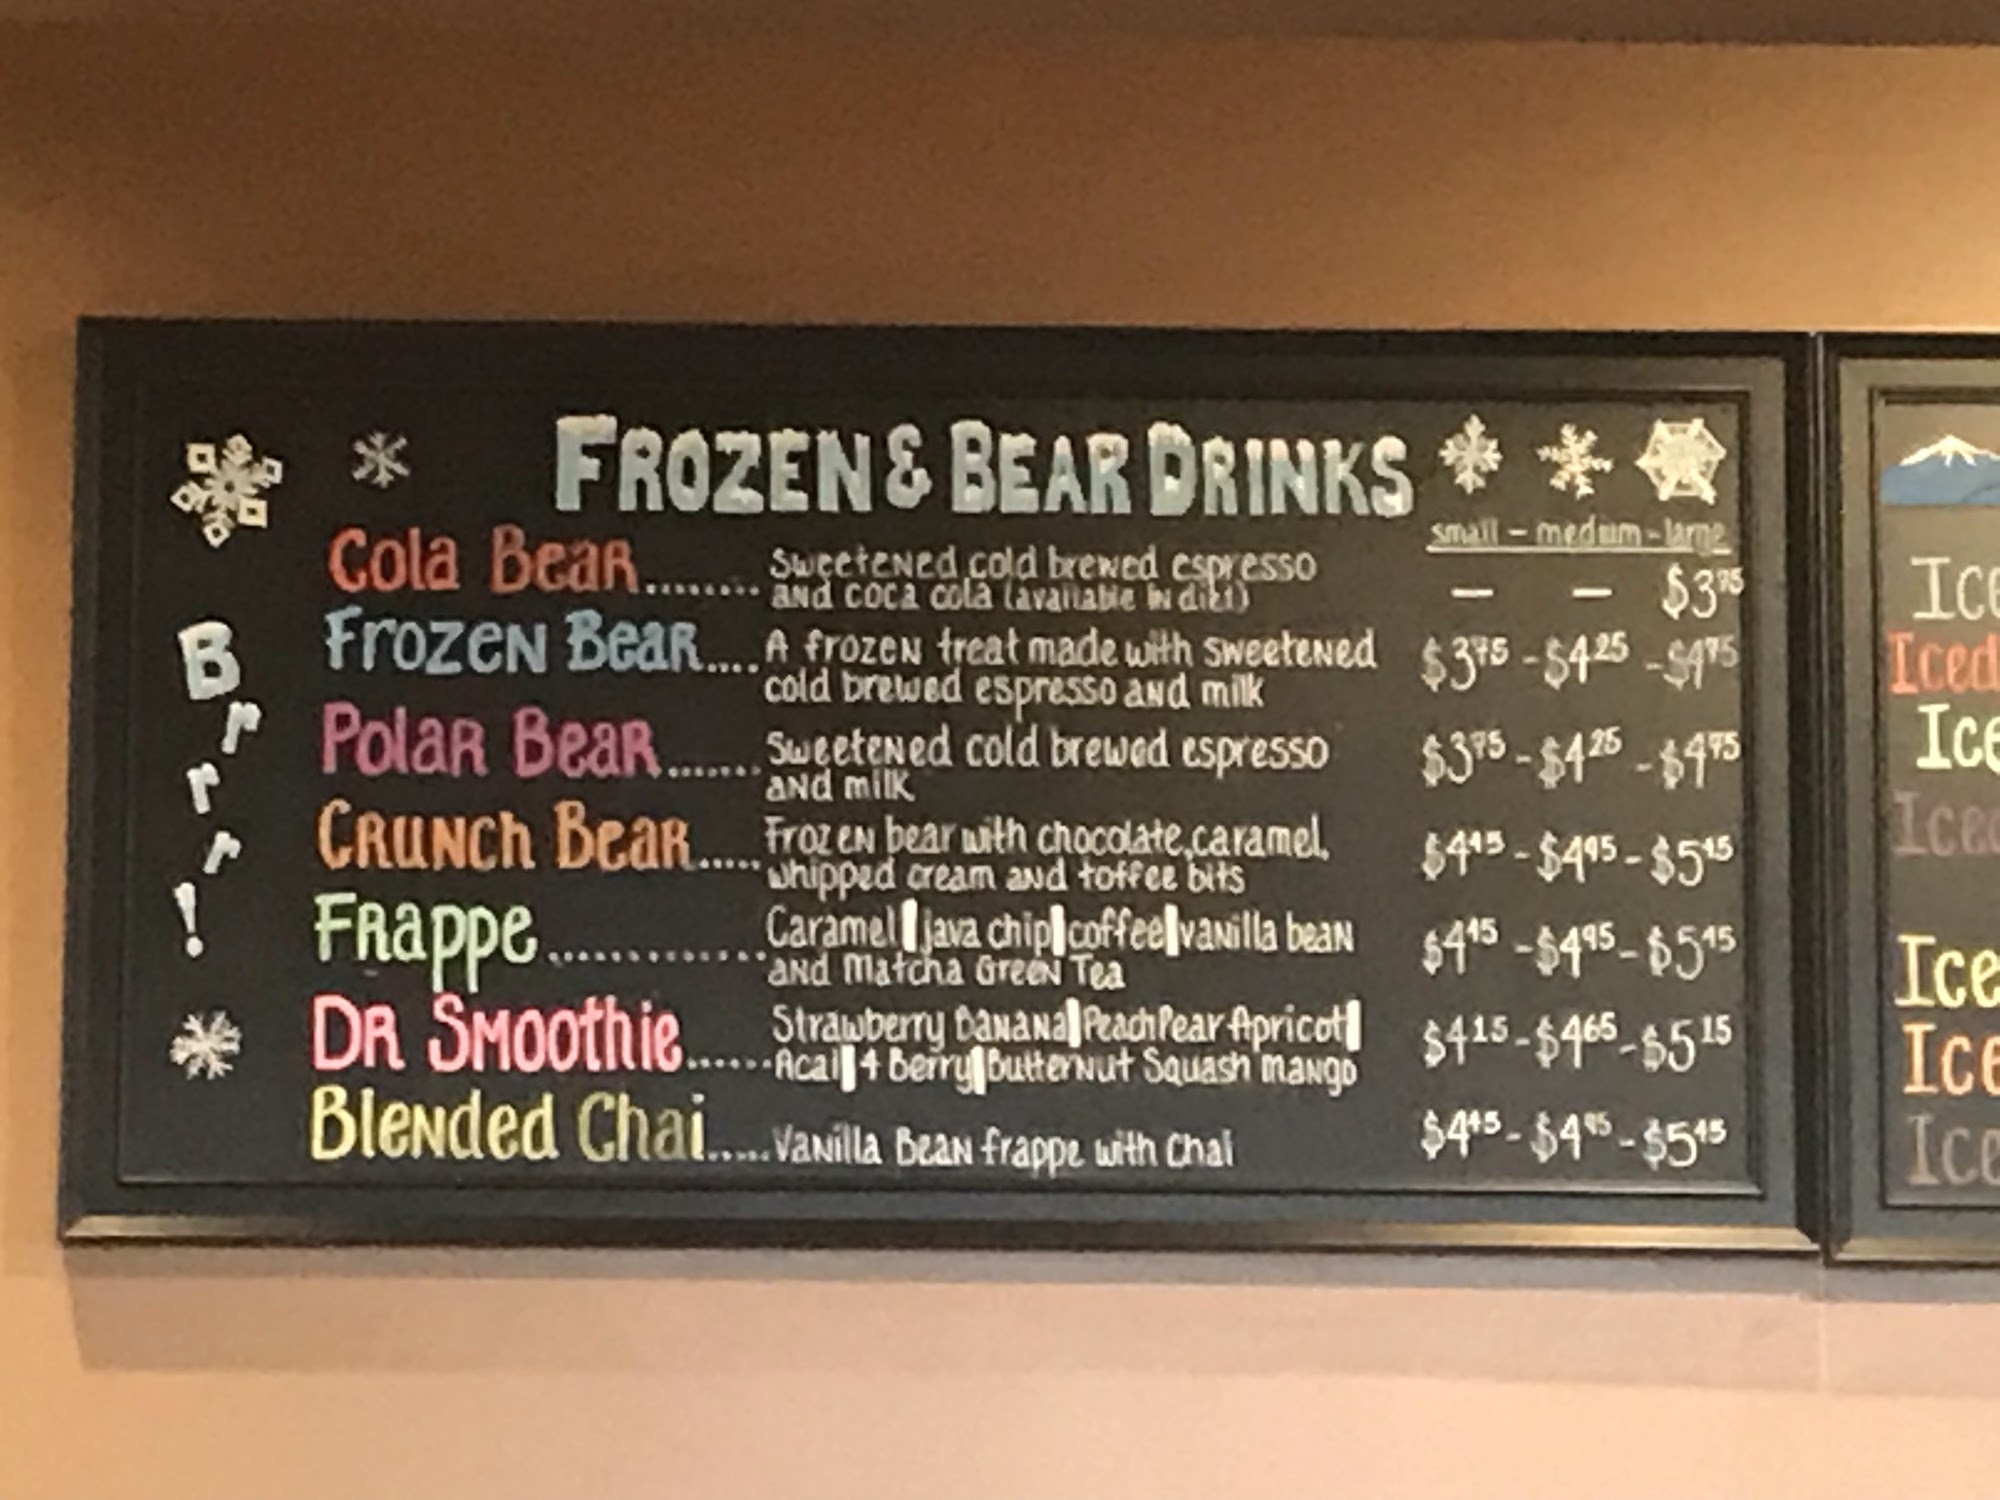 FROZEN & BEAR DRINKS
small - medium - large
Cola Bear........ Sweetened cold brewed espresso
and coca cola (available in diet) — — $3.75
Frozen Bear.... A frozen treat made with sweetened
cold brewed espresso and milk $3.75 - $4.25 - $4.75
Polar Bear....... Sweetened cold brewed espresso
and milk $3.75 - $4.25 - $4.75
Crunch Bear..... Frozen bear with chocolate, caramel,
whipped cream and toffee bits $4.45 - $4.95 - $5.45
Frappe............. Caramel | java chip | coffee | vanilla bean
and Matcha Green Tea $4.45 - $4.95 - $5.45
Dr Smoothie...... Strawberry Banana | Peach Pear Apricot |
Acai | 4 Berry | Butternut Squash mango $4.15 - $4.65 - $5.15
Blended Chai..... Vanilla Bean frappe with Chai $4.45 - $4.95 - $5.45
Brrr!
Ice
Iced
Ice
Iced
Ice
Ice
Ice